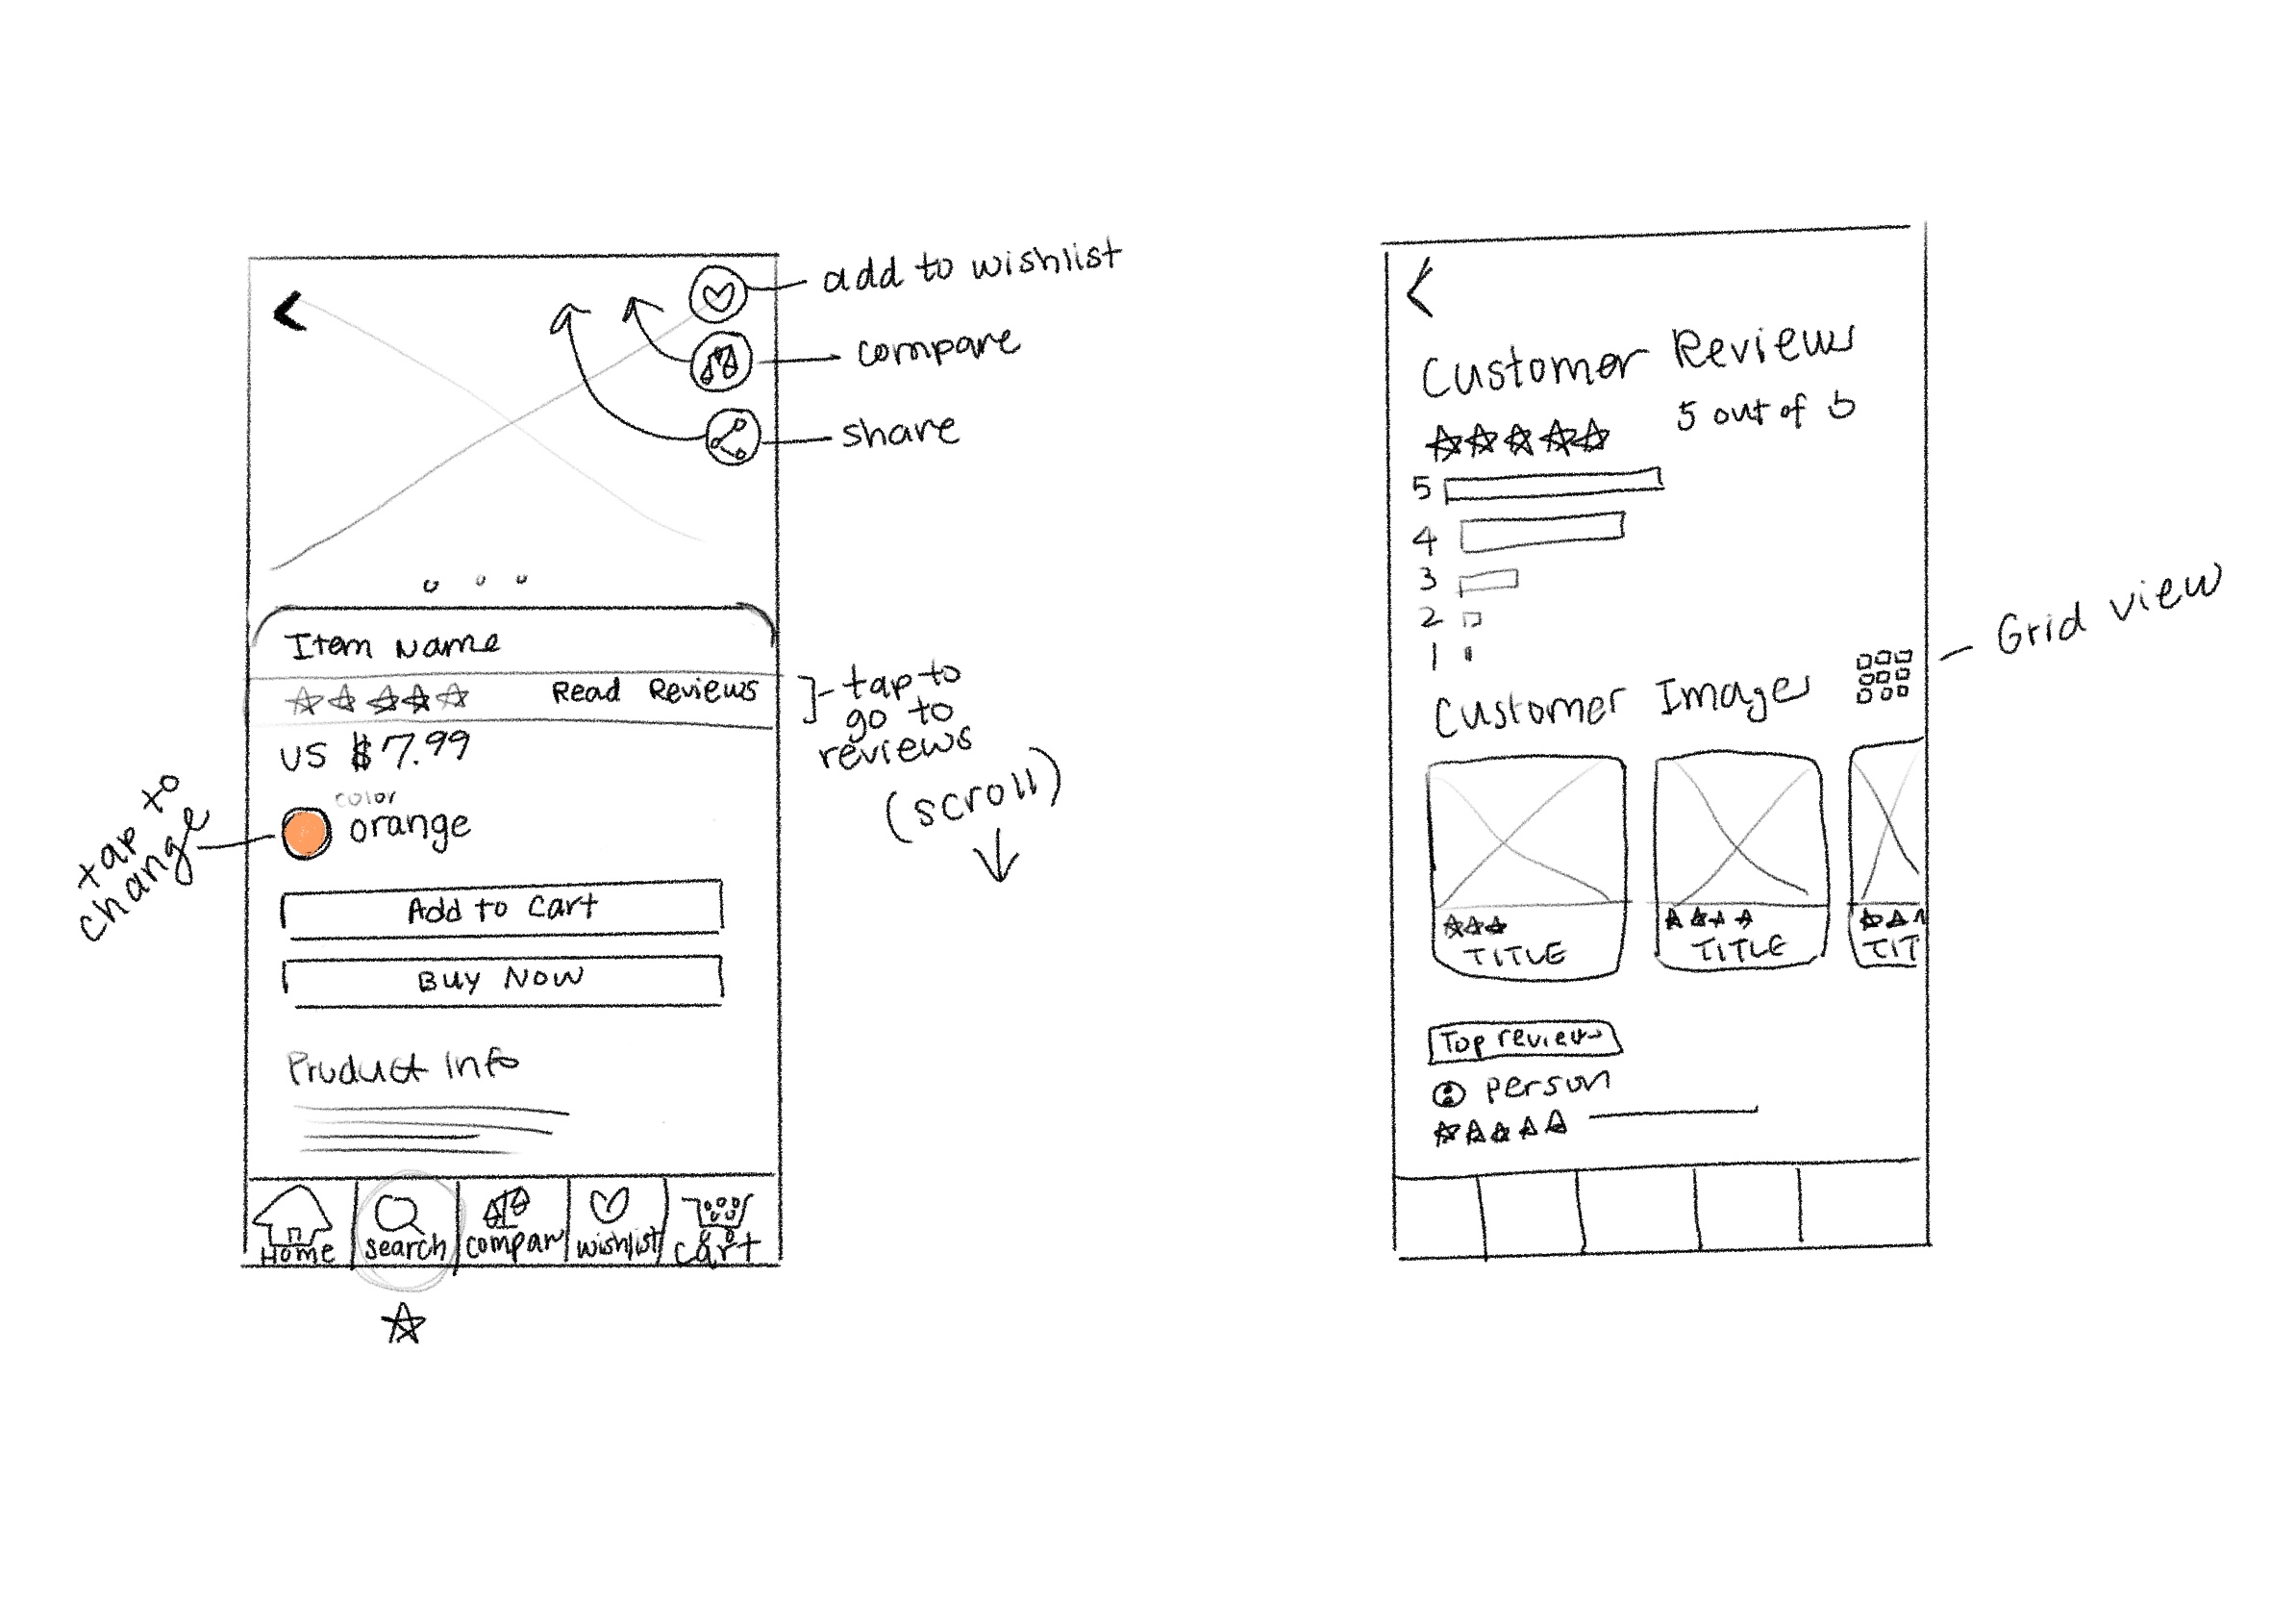 add to wishlist
compare
share
Item Name
Read Reviews
tap to
go to
reviews
(scroll)
US $7.99
color
orange
tap to
change
Add to Cart
BUY NOW
Product Info
Home
search
compar
wishlist
cart
Customer Reviews
5 out of 5
5
4
3
2
1
Customer Images
Grid view
TITLE
TITLE
TIT
Top reviews
person